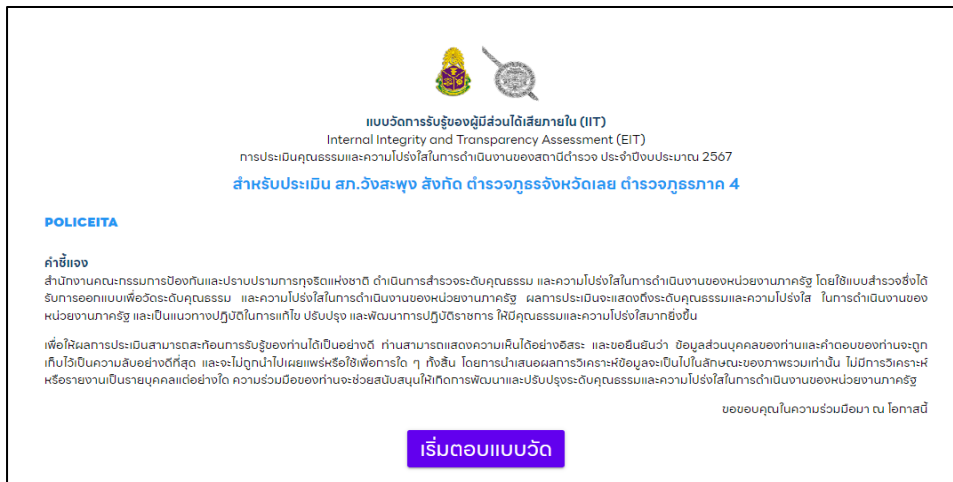 แบบวัดการรับรู้ของผู้มีส่วนได้เสียภายใน (IIT)
Internal Integrity and Transparency Assessment (EIT)
การประเมินคุณธรรมและความโปร่งใสในการดำเนินงานของสถานีตำรวจ ประจำปีงบประมาณ 2567
สำหรับประเมิน สภ.วังสะพุง สังกัด ตำรวจภูธรจังหวัดเลย ตำรวจภูธรภาค 4
POLICEITA
คำชี้แจง
สำนักงานคณะกรรมการป้องกันและปราบปรามการทุจริตแห่งชาติ ดำเนินการสำรวจระดับคุณธรรม และความโปร่งใสในการดำเนินงานของหน่วยงานภาครัฐ โดยใช้แบบสำรวจซึ่งได้
รับการออกแบบเพื่อวัดระดับคุณธรรม และความโปร่งใสในการดำเนินงานของหน่วยงานภาครัฐ ผลการประเมินจะแสดงถึงระดับคุณธรรมและความโปร่งใส ในการดำเนินงานของ
หน่วยงานภาครัฐ และเป็นแนวทางปฏิบัติในการแก้ไข ปรับปรุง และพัฒนาการปฏิบัติราชการ ให้มีคุณธรรมและความโปร่งใสมากยิ่งขึ้น
เพื่อให้ผลการประเมินสามารถสะท้อนการรับรู้ของท่านได้เป็นอย่างดี ท่านสามารถแสดงความเห็นได้อย่างอิสระ และขอยืนยันว่า ข้อมูลส่วนบุคคลของท่านและคำตอบของท่านจะถูก
เก็บไว้เป็นความลับอย่างดีที่สุด และจะไม่ถูกนำไปเผยแพร่หรือใช้เพื่อการใด ๆ ทั้งสิ้น โดยการนำเสนอผลการวิเคราะห์ข้อมูลจะเป็นไปในลักษณะของภาพรวมเท่านั้น ไม่มีการวิเคราะห์
หรือรายงานเป็นรายบุคคลแต่อย่างใด ความร่วมมือของท่านจะช่วยสนับสนุนให้เกิดการพัฒนาและปรับปรุงระดับคุณธรรมและความโปร่งใสในการดำเนินงานของหน่วยงานภาครัฐ
ขอขอบคุณในความร่วมมือมา ณ โอกาสนี้
เริ่มตอบแบบวัด